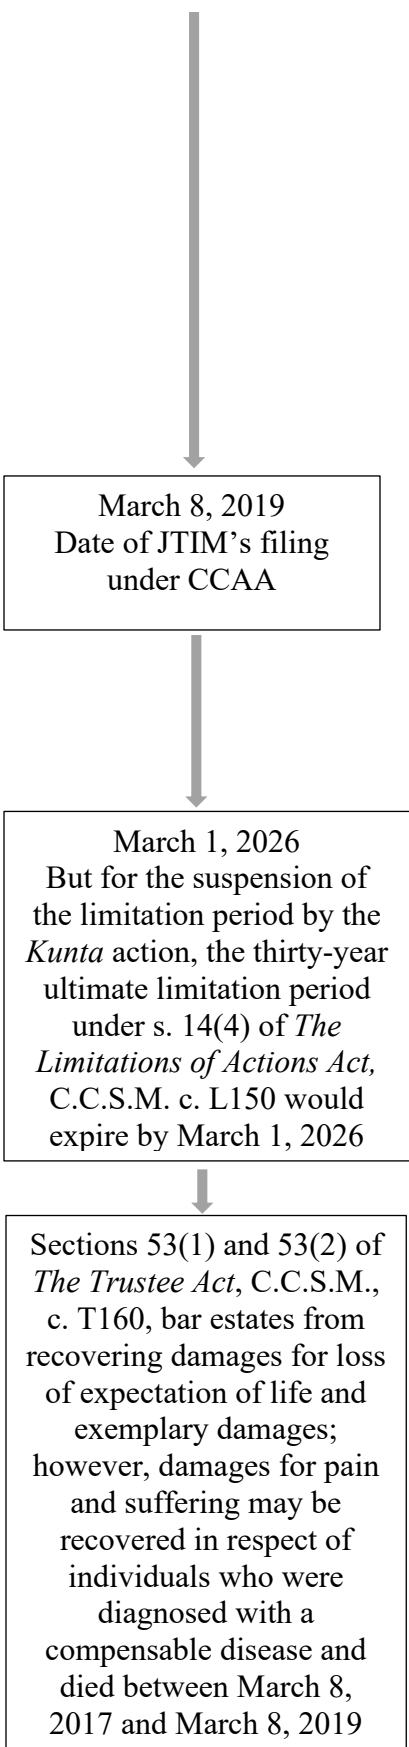 March 8, 2019
Date of JTIM’s filing
under CCAA
March 1, 2026
But for the suspension of
the limitation period by the
Kunta action, the thirty-year
ultimate limitation period
under s. 14(4) of The
Limitations of Actions Act,
C.C.S.M. c. L150 would
expire by March 1, 2026
Sections 53(1) and 53(2) of
The Trustee Act, C.C.S.M.,
c. T160, bar estates from
recovering damages for loss
of expectation of life and
exemplary damages;
however, damages for pain
and suffering may be
recovered in respect of
individuals who were
diagnosed with a
compensable disease and
died between March 8,
2017 and March 8, 2019